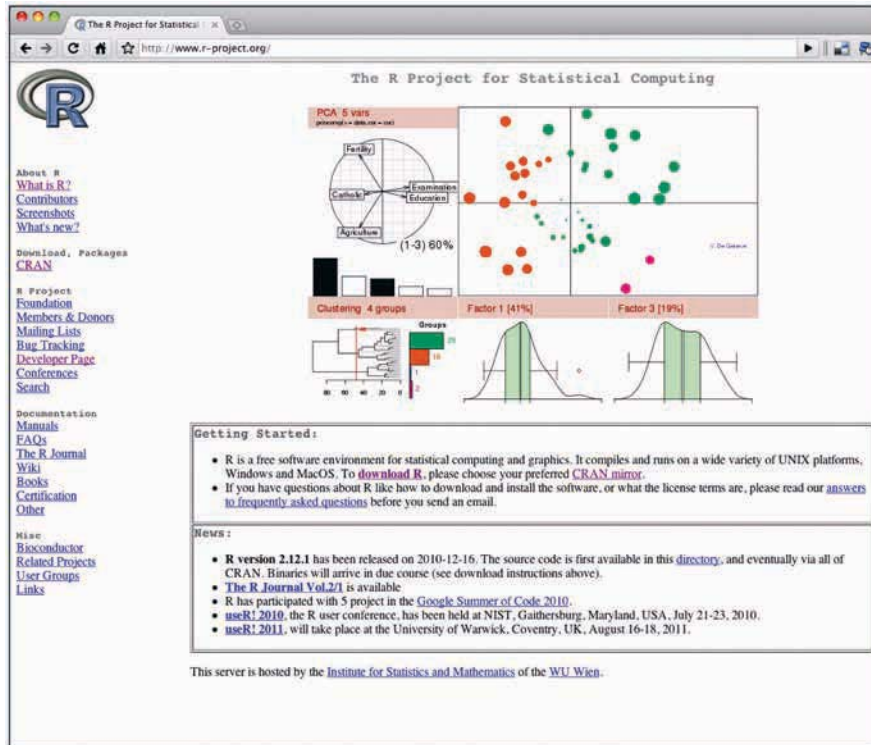 The R Project for Statistical
http://www.r-project.org/
R
About R
What is R?
Contributors
Screenshots
What's new?
Download, Packages
CRAN
R Project
Foundation
Members & Donors
Mailing Lists
Bug Tracking
Developer Page
Conferences
Search
Documentation
Manuals
FAQs
The R Journal
Wiki
Books
Certification
Other
Misc
Bioconductor
Related Projects
User Groups
Links
The R Project for Statistical Computing
PCA 5 vars
Fertility
Catholic
Examination
Education
Agriculture
(1-3) 60%
Clustering 4 groups
Factor 1 [41%]
Factor 3 [19%]
Groups
1
2
80 60 40 20 0
Getting Started:
• R is a free software environment for statistical computing and graphics. It compiles and runs on a wide variety of UNIX platforms,
Windows and MacOS. To download R, please choose your preferred CRAN mirror.
• If you have questions about R like how to download and install the software, or what the license terms are, please read our answers
to frequently asked questions before you send an email.
News:
• R version 2.12.1 has been released on 2010-12-16. The source code is first available in this directory, and eventually via all of
CRAN. Binaries will arrive in due course (see download instructions above).
• The R Journal Vol.2/1 is available
• R has participated with 5 project in the Google Summer of Code 2010.
• useR! 2010, the R user conference, has been held at NIST, Gaithersburg, Maryland, USA, July 21-23, 2010.
• useR! 2011, will take place at the University of Warwick, Coventry, UK, August 16-18, 2011.
This server is hosted by the Institute for Statistics and Mathematics of the WU Wien.